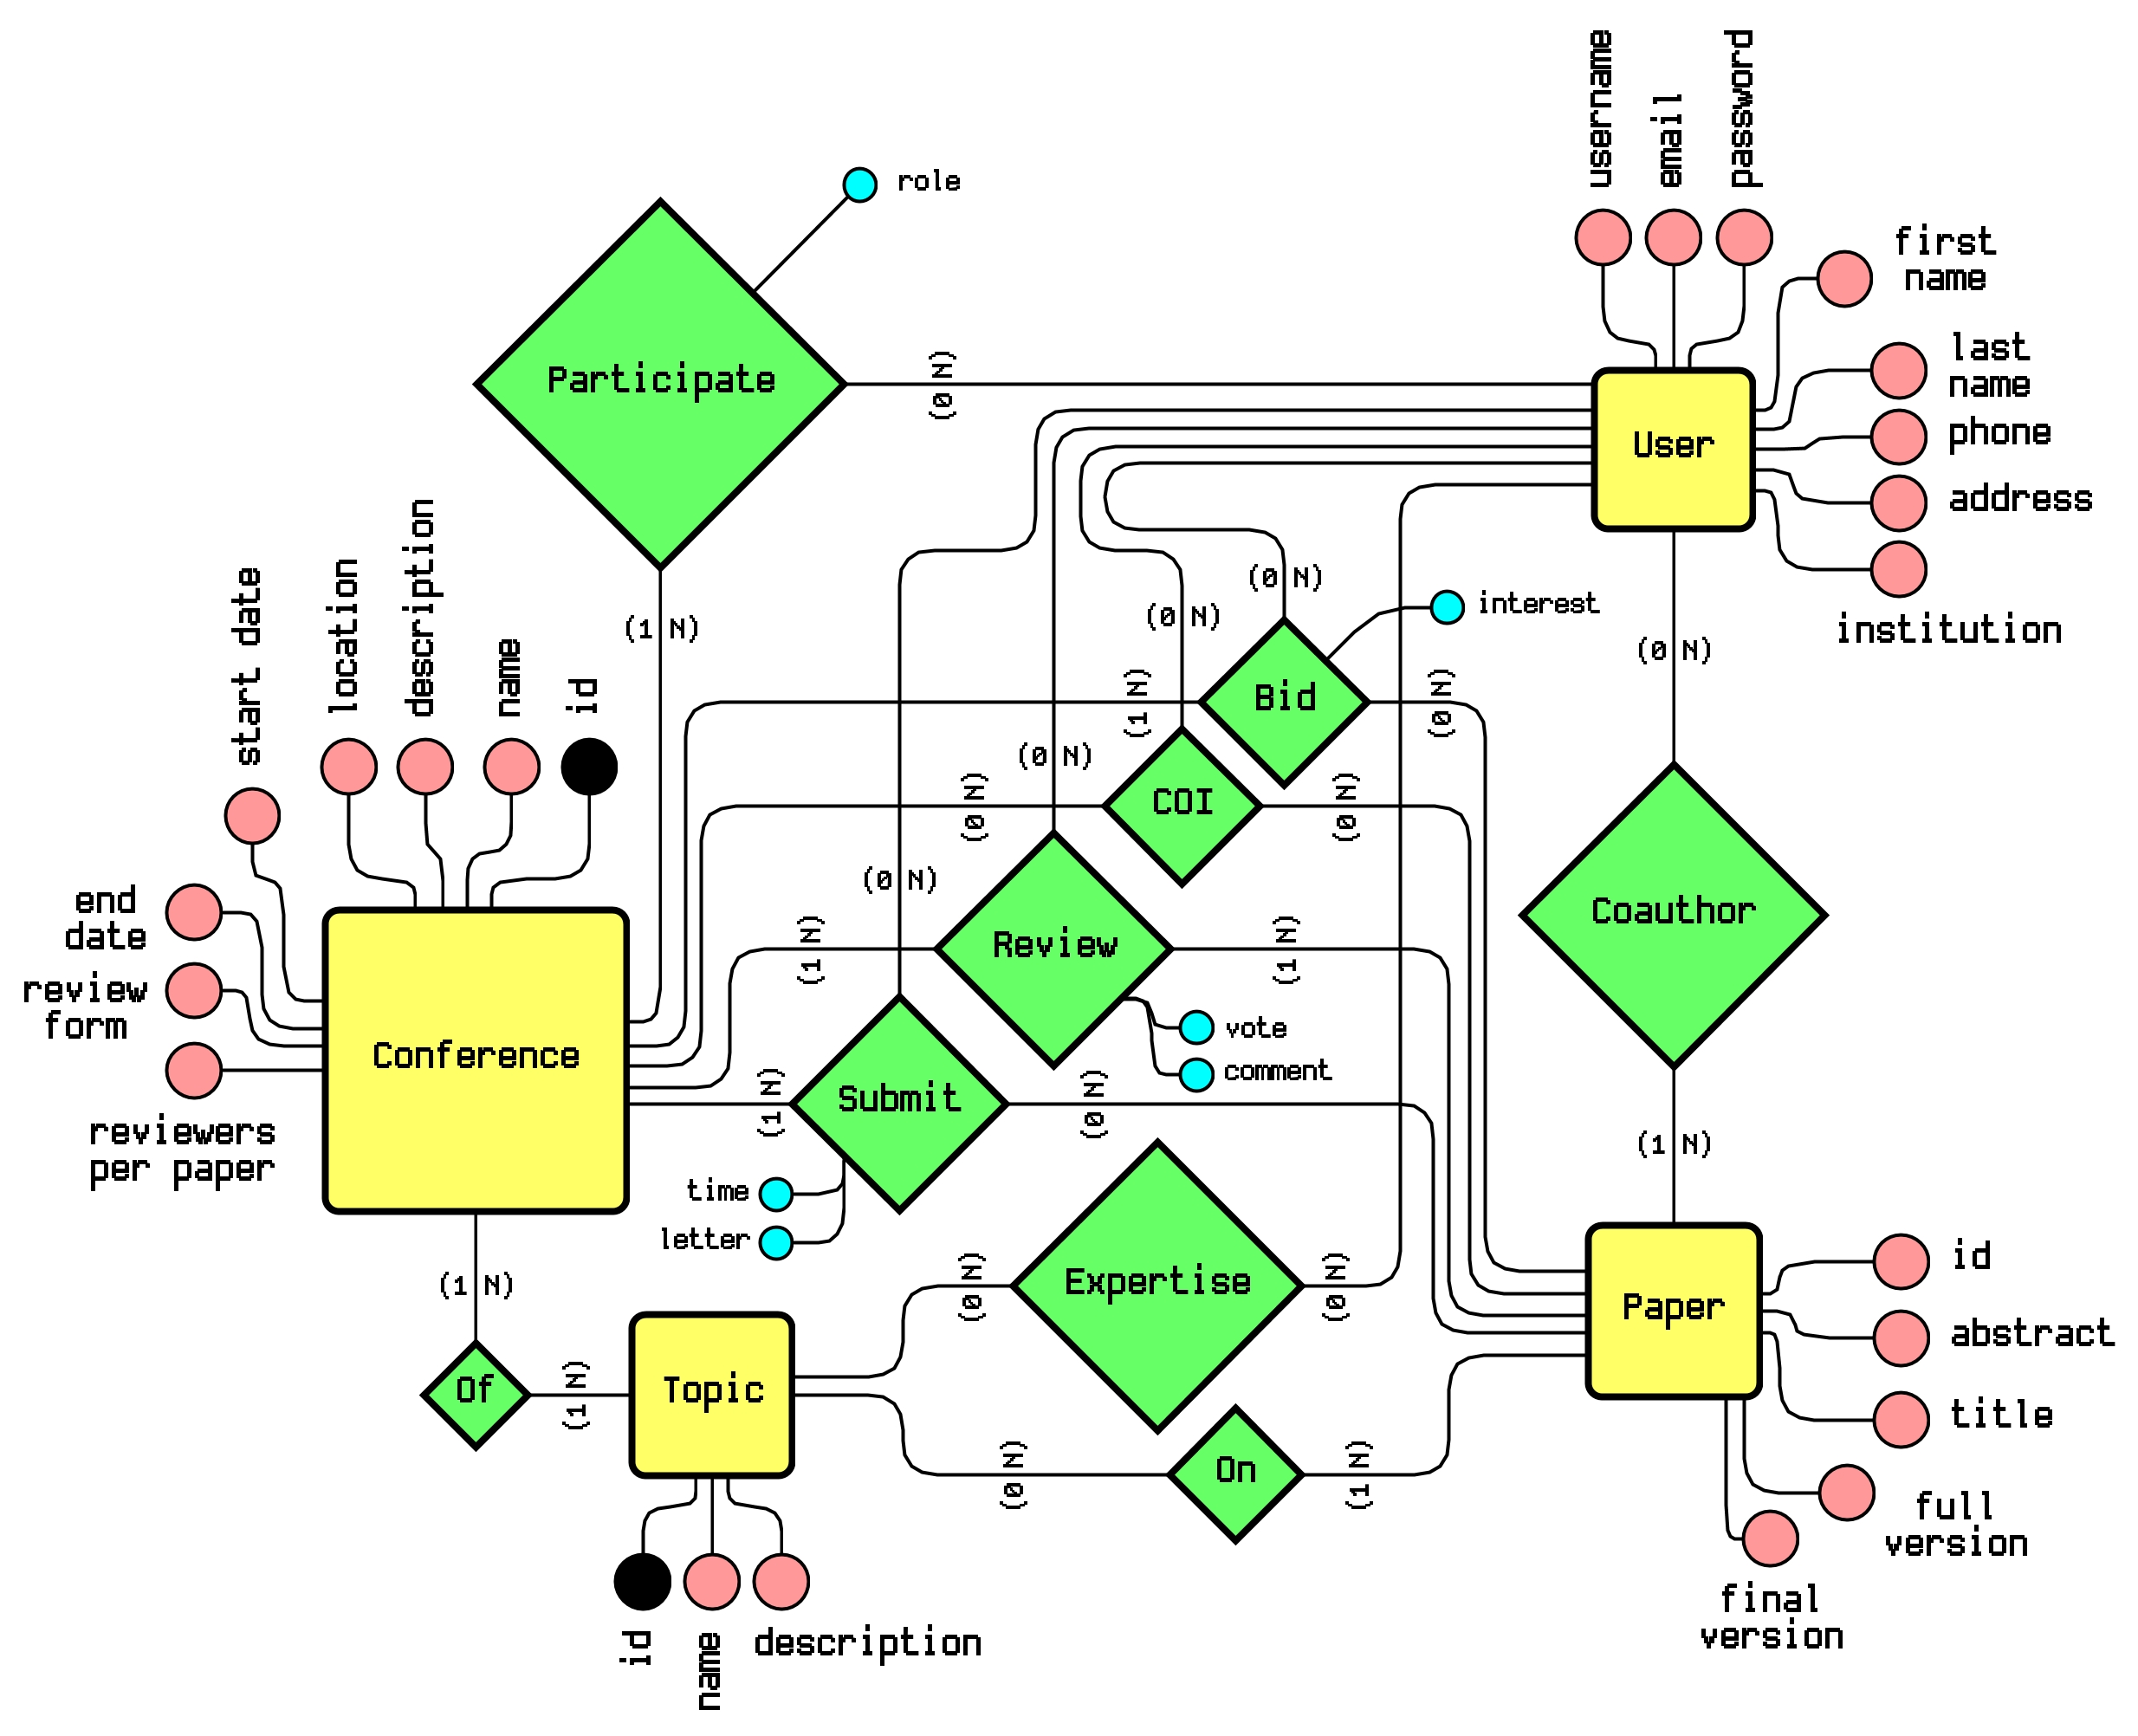 username
email
password
role
first
name
last
name
phone
address
institution
User
Participate
(0 N)
(1 N)
(0 N)
(0 N)
(0 N)
interest
Bid
(1 N)
(0 N)
(0 N)
COI
(0 N)
(0 N)
(0 N)
Coauthor
Review
(1 N)
(1 N)
vote
comment
start date
location
description
name
id
end
date
review
form
reviewers
per paper
Conference
(1 N)
Submit
(0 N)
time
letter
(1 N)
(1 N)
Of
(1 N)
Topic
(0 N)
Expertise
(0 N)
(0 N)
On
(1 N)
Paper
id
abstract
title
full
version
final
version
id
name
description